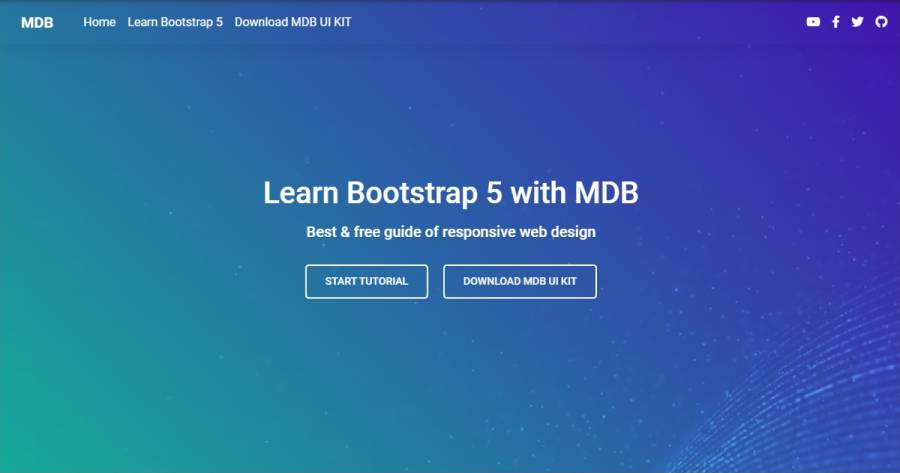 MDB Home Learn Bootstrap 5 Download MDB UI KIT
Learn Bootstrap 5 with MDB
Best & free guide of responsive web design
START TUTORIAL DOWNLOAD MDB UI KIT